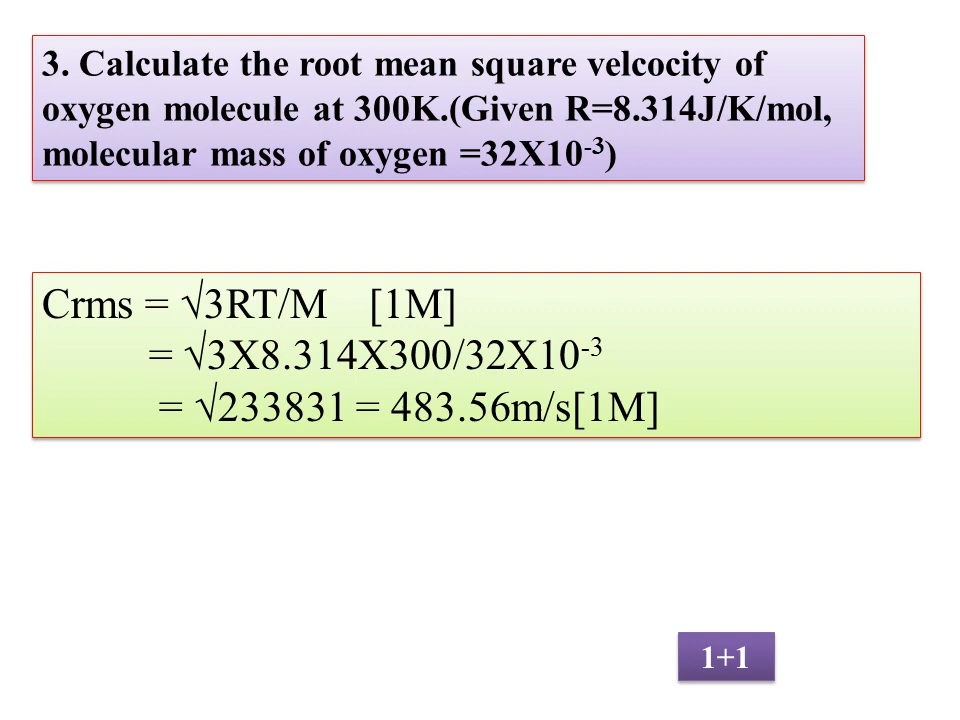 3. Calculate the root mean square velcocity of
oxygen molecule at 300K.(Given R=8.314J/K/mol,
molecular mass of oxygen =32X10⁻³)
Crms = √3RT/M [1M]
= √3X8.314X300/32X10⁻³
= √233831 = 483.56m/s[1M]
1+1